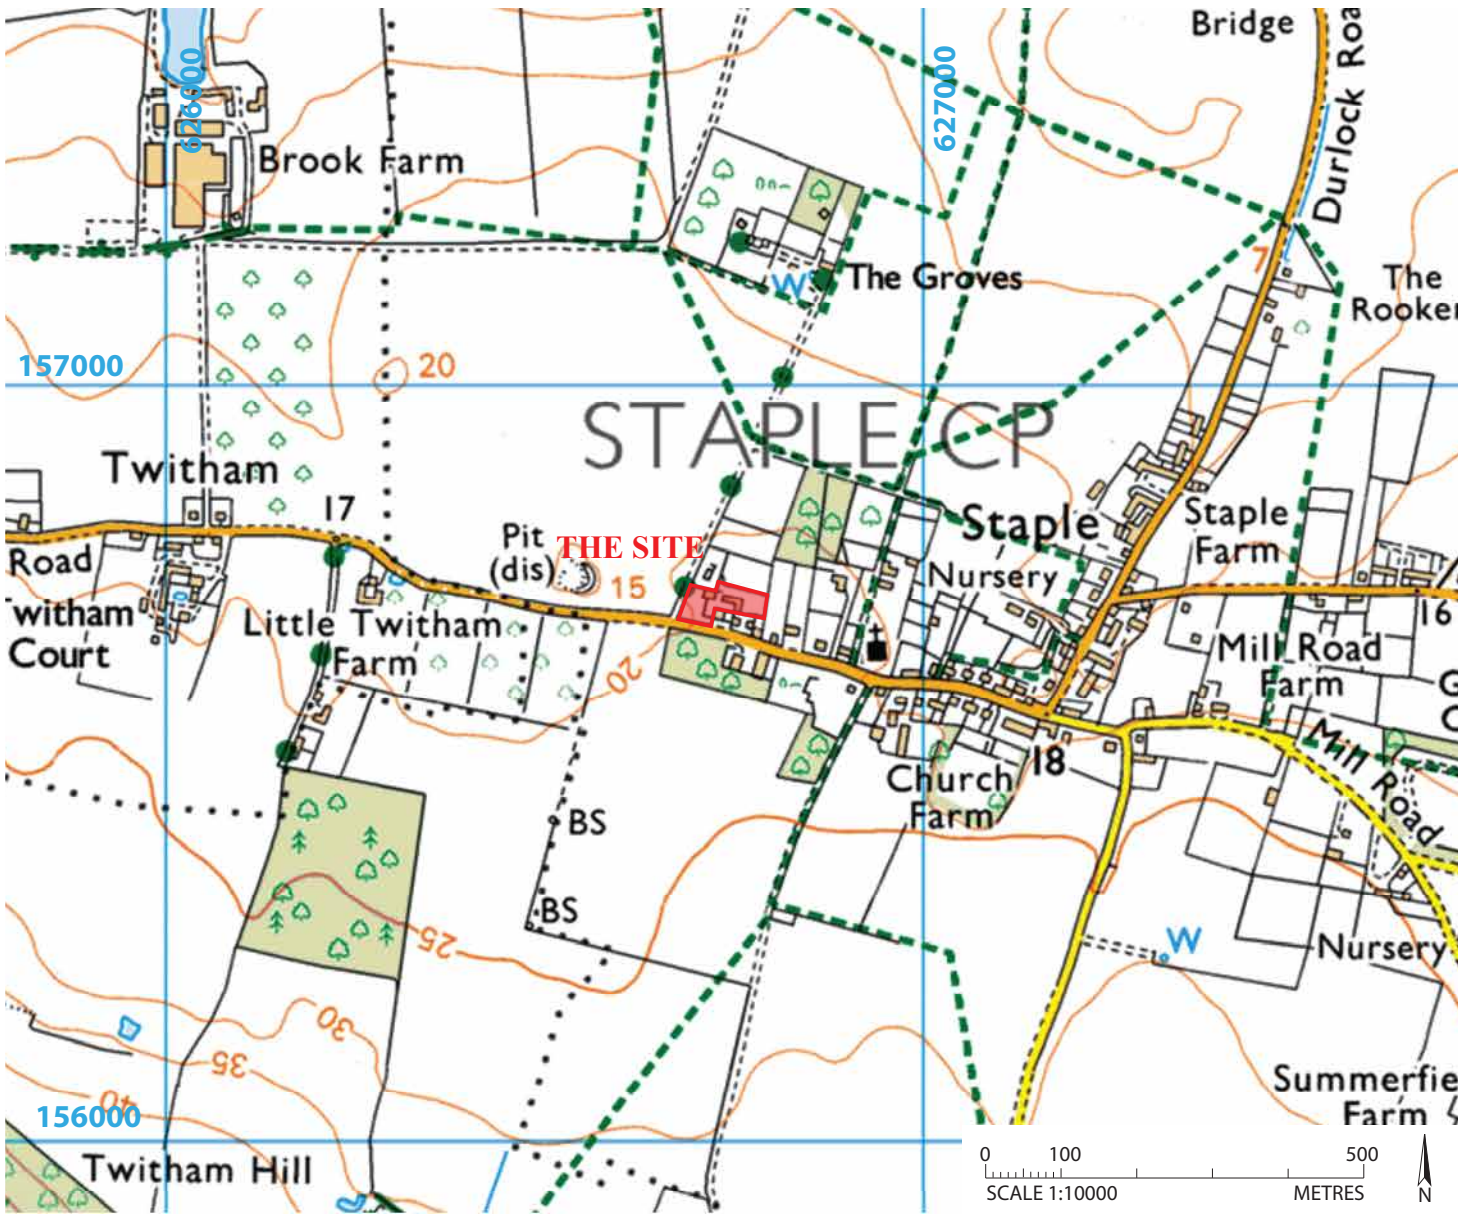 Bridge
Durlock Roa
626000
627000
Brook Farm
W
The Groves
7
The
Rooker
157000
20
STAPLE CP
Twitham
17
Pit
(dis)
THE SITE
15
Staple
Staple
Farm
Nursery
Road
witham
Court
Little Twitham
Farm
20
16
Mill Road
Farm
G
C
18
Mill Road
Church
Farm
BS
BS
25
W
Nursery
30
35
40
156000
Summerfie
Farm
Twitham Hill
0 100 500
SCALE 1:10000 METRES
N